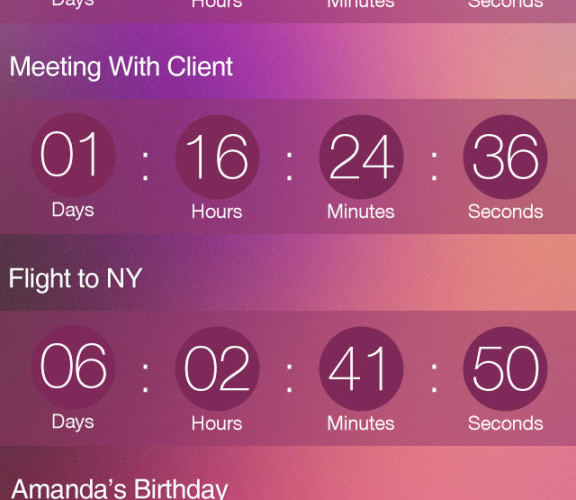 Days Hours Minutes Seconds
Meeting With Client
01 : 16 : 24 : 36
Days Hours Minutes Seconds
Flight to NY
06 : 02 : 41 : 50
Days Hours Minutes Seconds
Amanda’s Birthday